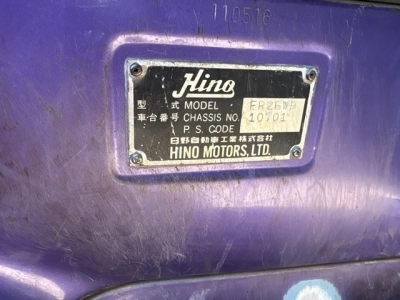 110516
Hino
型 式 MODEL
車台番号 CHASSIS NO. 10701
P. S. CODE
日野自動車工業株式会社
HINO MOTORS, LTD.